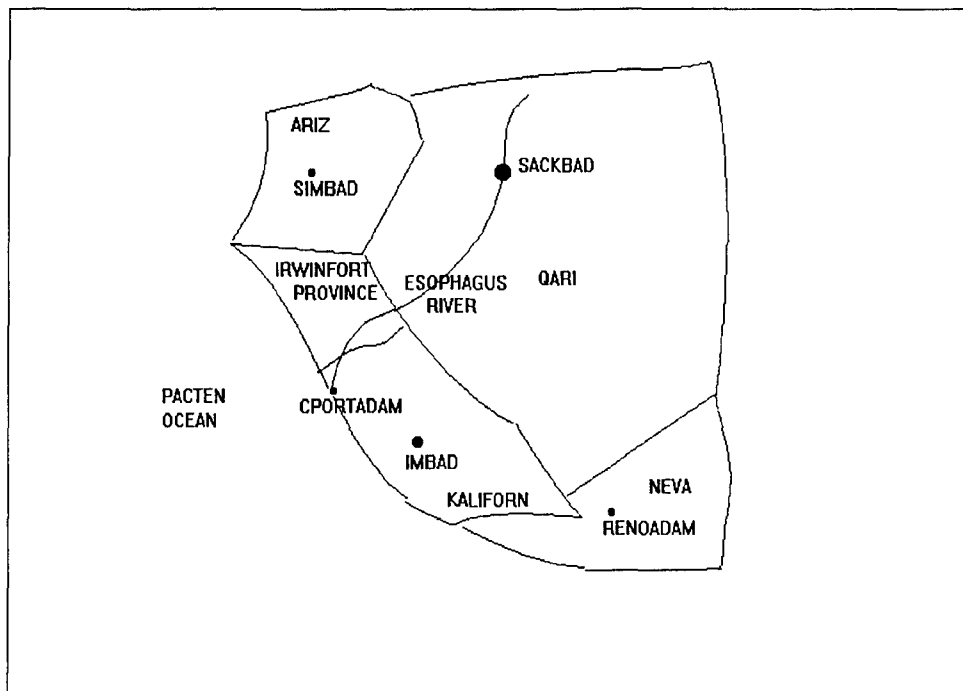 ARIZ
SIMBAD
SACKBAD
IRWINFORT
PROVINCE
ESOPHAGUS
RIVER
QARI
PACTEN
OCEAN
CPORTADAM
IMBAD
KALIFORN
NEVA
RENOADAM